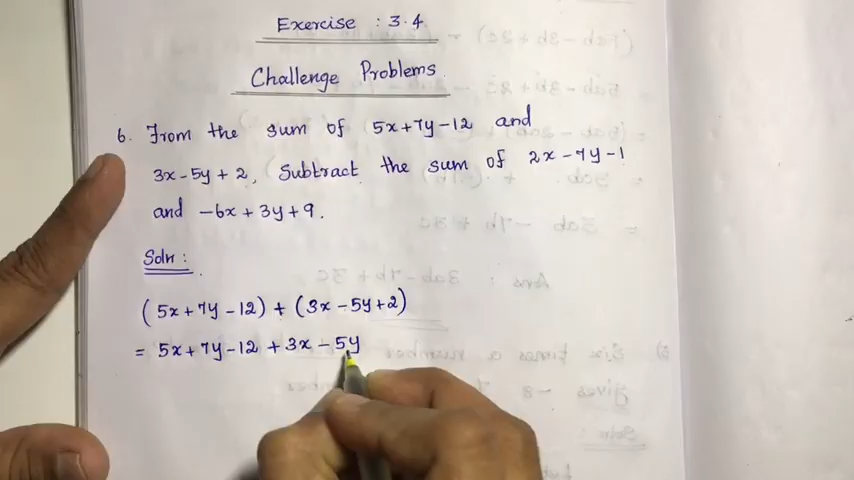 Exercise : 3.4
Challenge Problems
6. From the sum of 5x+7y-12 and
3x-5y+2, Subtract the sum of 2x-7y-1
and -6x+3y+9.
Soln :
(5x+7y-12)+(3x-5y+2)
= 5x+7y-12+3x-5y